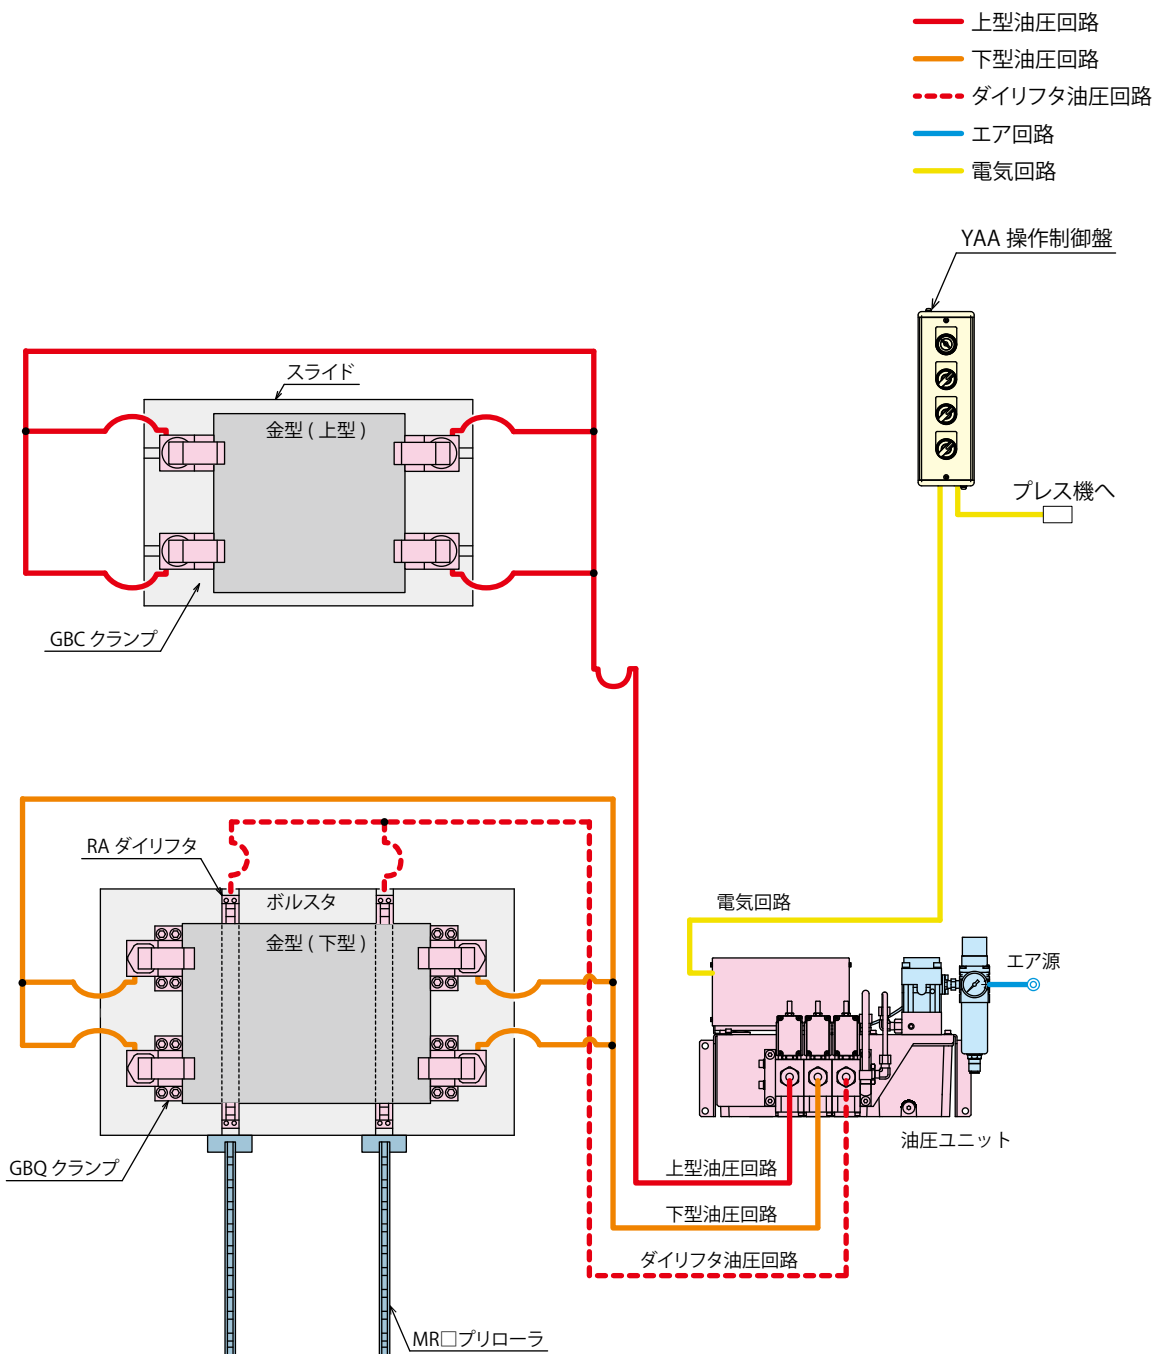 上型油圧回路
下型油圧回路
ダイリフタ油圧回路
エア回路
電気回路
YAA 操作制御盤
プレス機へ
スライド
金型 ( 上型 )
GBC クランプ
RA ダイリフタ
ボルスタ
金型 ( 下型 )
GBQ クランプ
MR□プリローラ
電気回路
エア源
油圧ユニット
上型油圧回路
下型油圧回路
ダイリフタ油圧回路